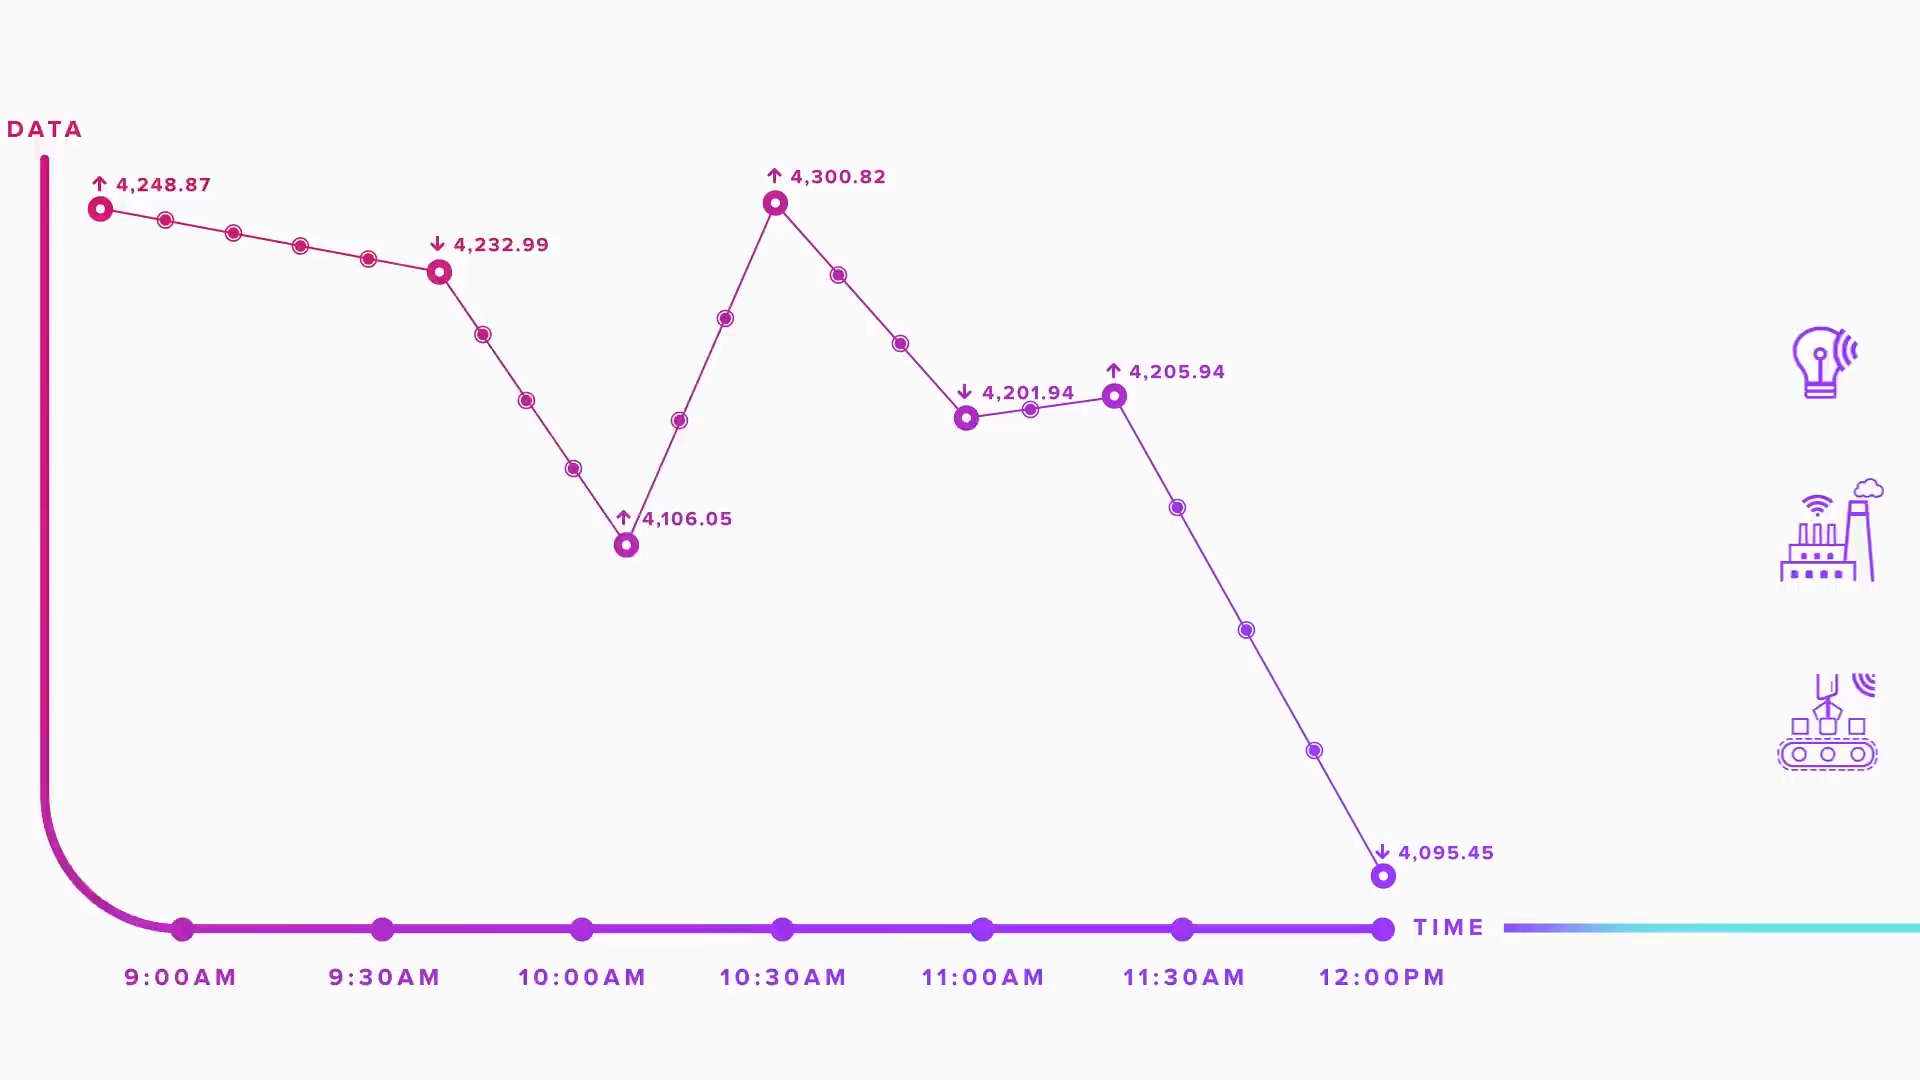 DATA
↑ 4,248.87
↑ 4,300.82
↓ 4,232.99
↑ 4,205.94
↓ 4,201.94
↑ 4,106.05
↓ 4,095.45
TIME
9:00AM 9:30AM 10:00AM 10:30AM 11:00AM 11:30AM 12:00PM